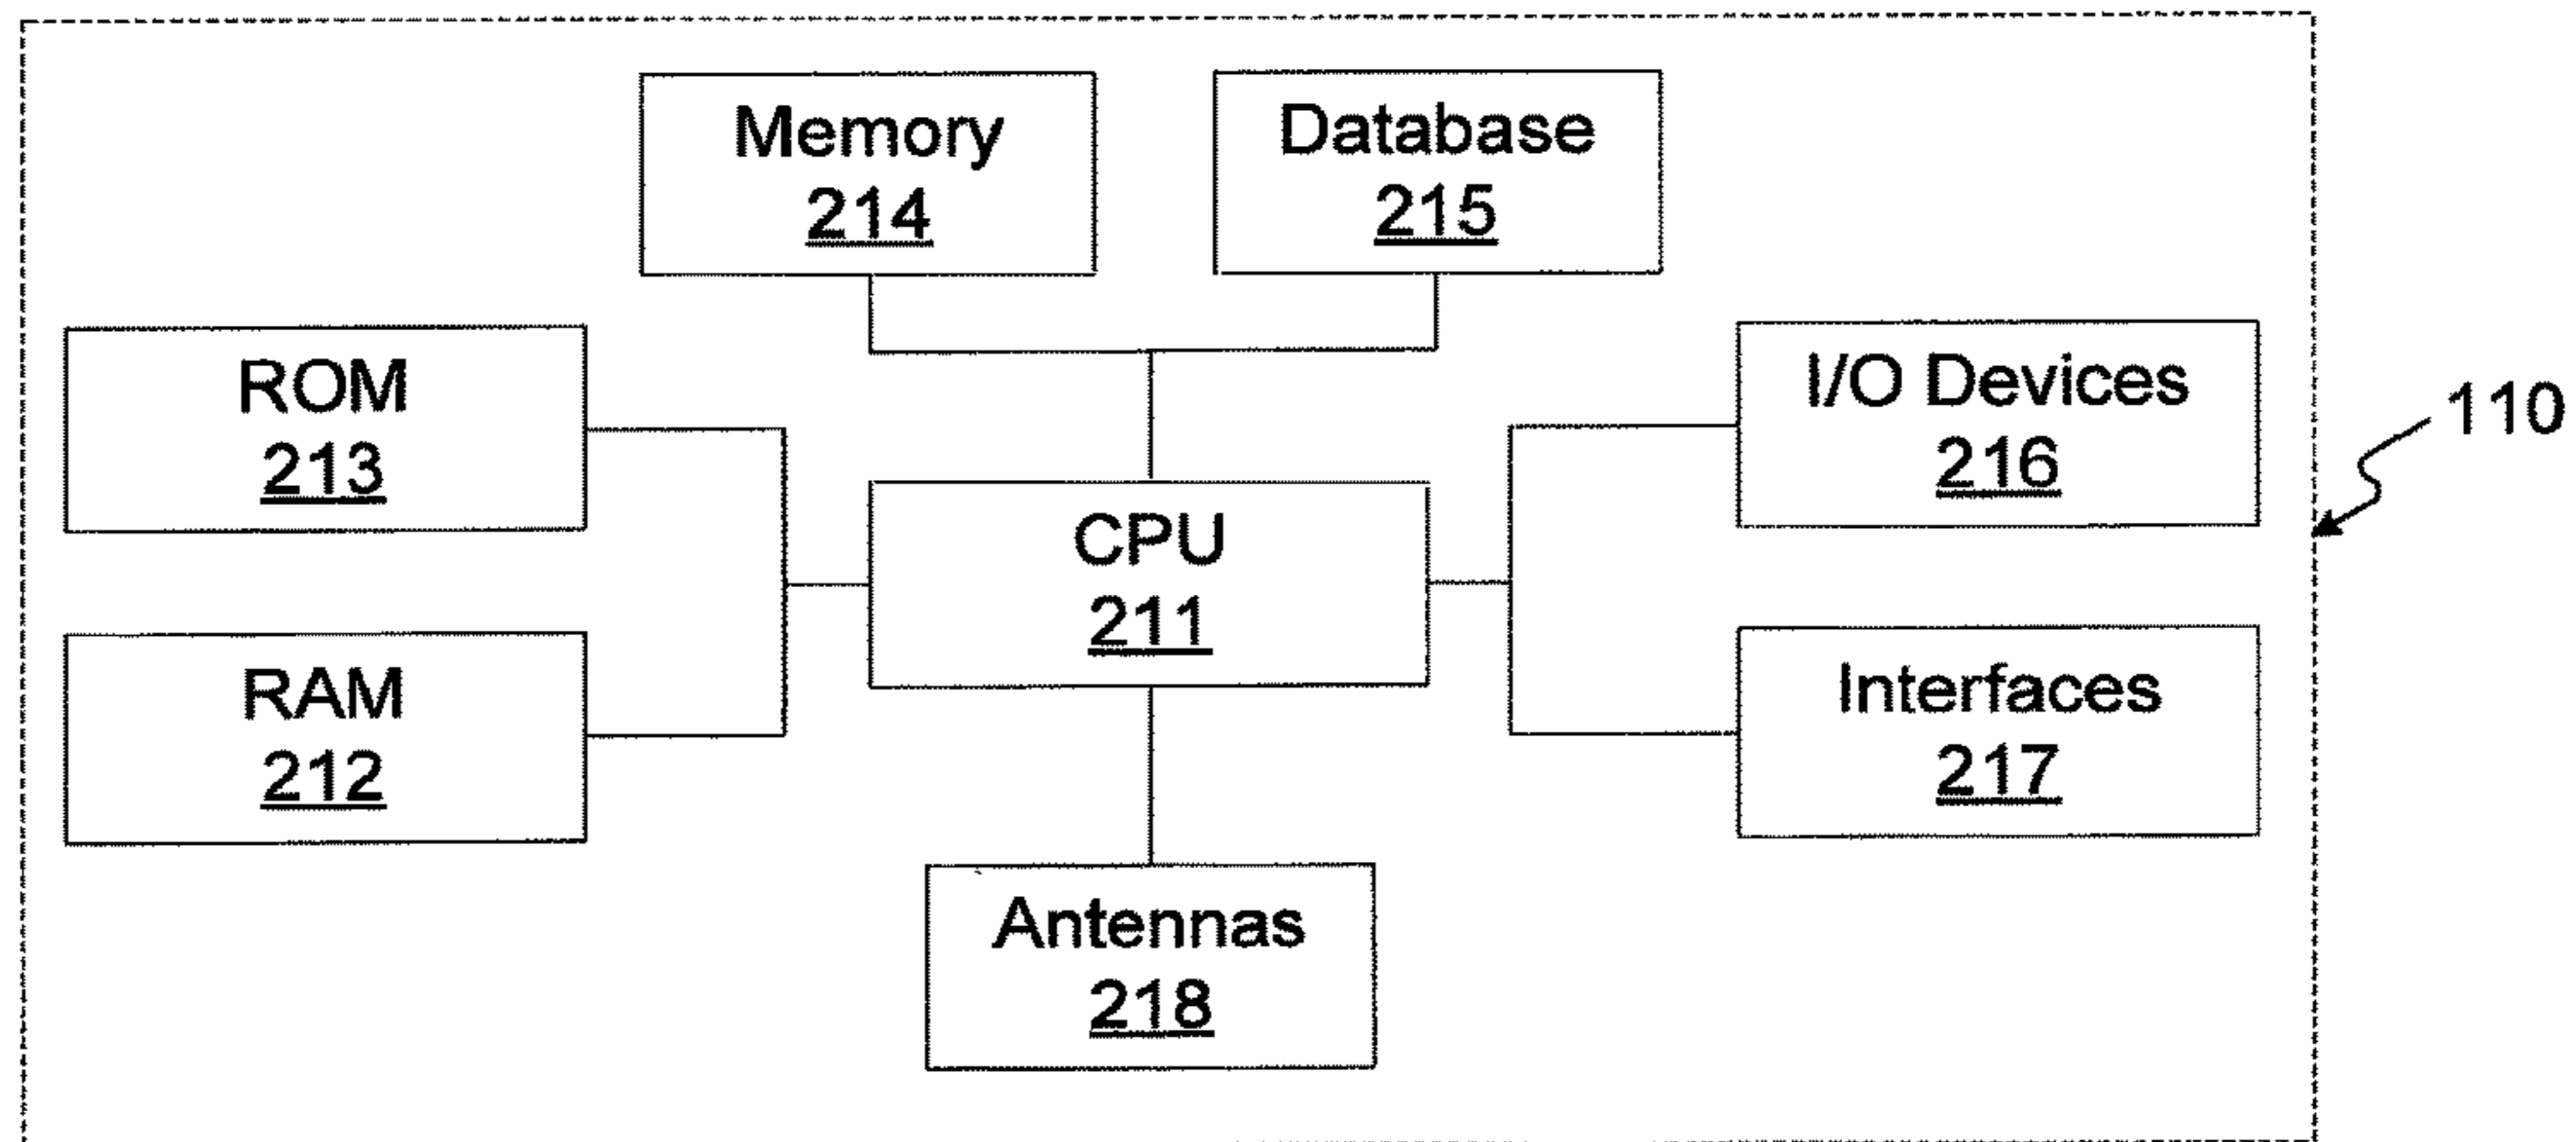 Memory
214
Database
215
ROM
213
I/O Devices
216
110
CPU
211
RAM
212
Interfaces
217
Antennas
218